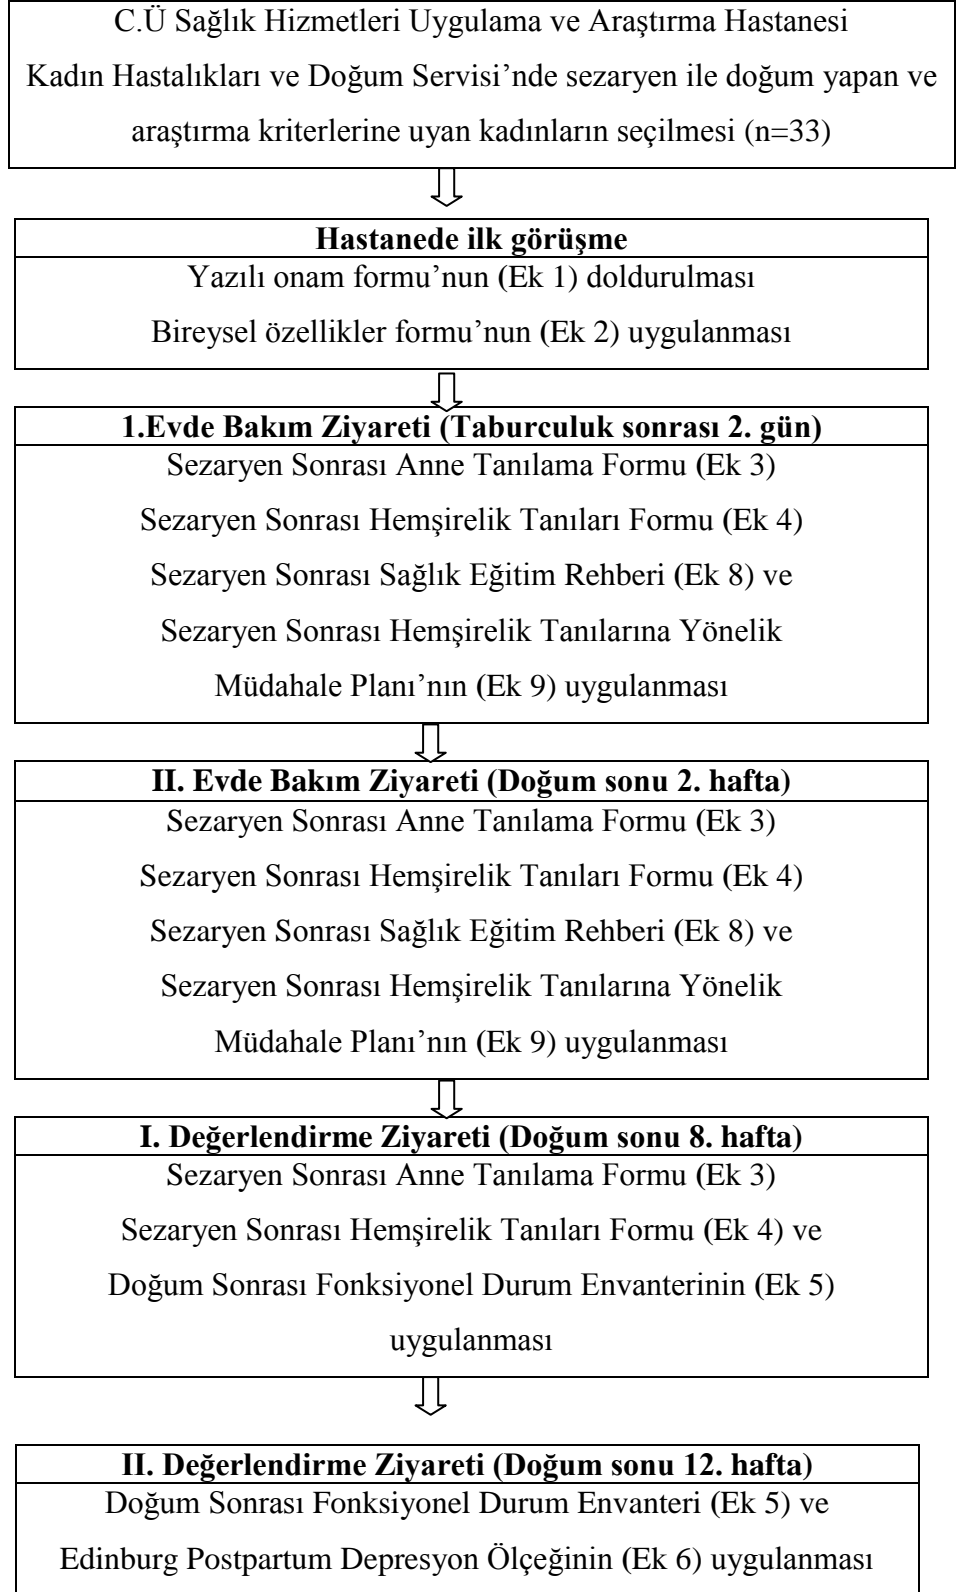 C.Ü Sağlık Hizmetleri Uygulama ve Araştırma Hastanesi
Kadın Hastalıkları ve Doğum Servisi’nde sezaryen ile doğum yapan ve
araştırma kriterlerine uyan kadınların seçilmesi (n=33)
Hastanede ilk görüşme
Yazılı onam formu’nun (Ek 1) doldurulması
Bireysel özellikler formu’nun (Ek 2) uygulanması
1.Evde Bakım Ziyareti (Taburculuk sonrası 2. gün)
Sezaryen Sonrası Anne Tanılama Formu (Ek 3)
Sezaryen Sonrası Hemşirelik Tanıları Formu (Ek 4)
Sezaryen Sonrası Sağlık Eğitim Rehberi (Ek 8) ve
Sezaryen Sonrası Hemşirelik Tanılarına Yönelik
Müdahale Planı’nın (Ek 9) uygulanması
II. Evde Bakım Ziyareti (Doğum sonu 2. hafta)
Sezaryen Sonrası Anne Tanılama Formu (Ek 3)
Sezaryen Sonrası Hemşirelik Tanıları Formu (Ek 4)
Sezaryen Sonrası Sağlık Eğitim Rehberi (Ek 8) ve
Sezaryen Sonrası Hemşirelik Tanılarına Yönelik
Müdahale Planı’nın (Ek 9) uygulanması
I. Değerlendirme Ziyareti (Doğum sonu 8. hafta)
Sezaryen Sonrası Anne Tanılama Formu (Ek 3)
Sezaryen Sonrası Hemşirelik Tanıları Formu (Ek 4) ve
Doğum Sonrası Fonksiyonel Durum Envanterinin (Ek 5)
uygulanması
II. Değerlendirme Ziyareti (Doğum sonu 12. hafta)
Doğum Sonrası Fonksiyonel Durum Envanteri (Ek 5) ve
Edinburg Postpartum Depresyon Ölçeğinin (Ek 6) uygulanması